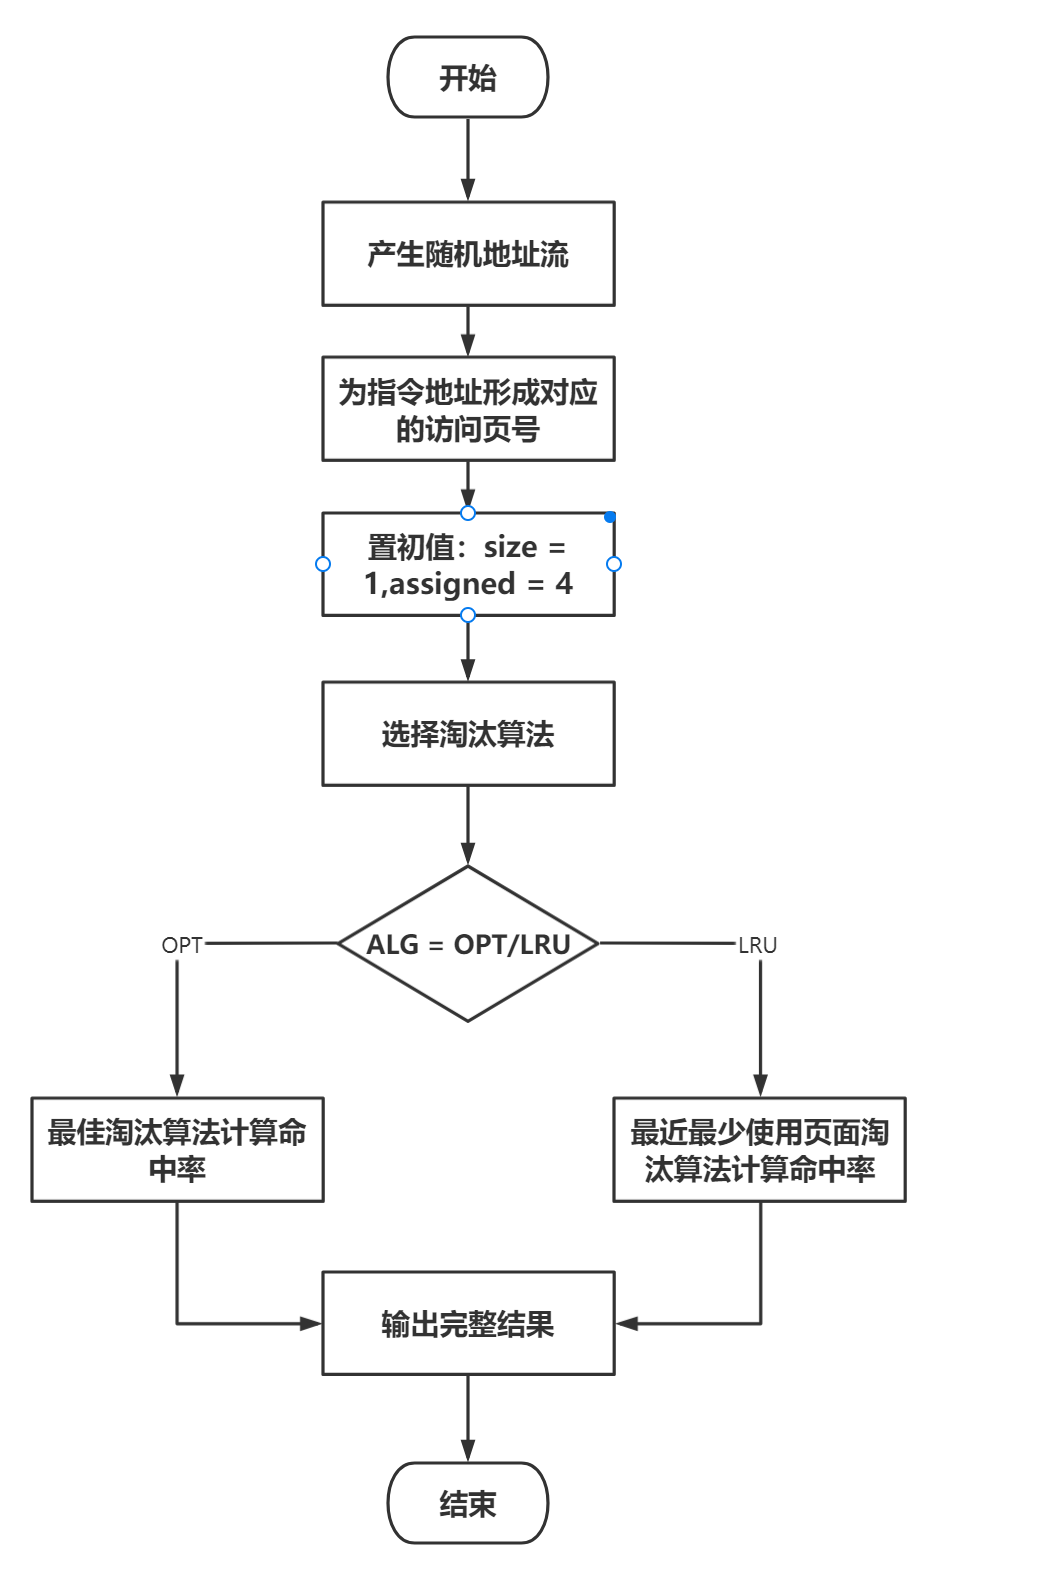 开始
产生随机地址流
为指令地址形成对应
的访问页号
置初值：size =
1,assigned = 4
选择淘汰算法
ALG = OPT/LRU
OPT
LRU
最佳淘汰算法计算命
中率
最近最少使用页面淘
汰算法计算命中率
输出完整结果
结束